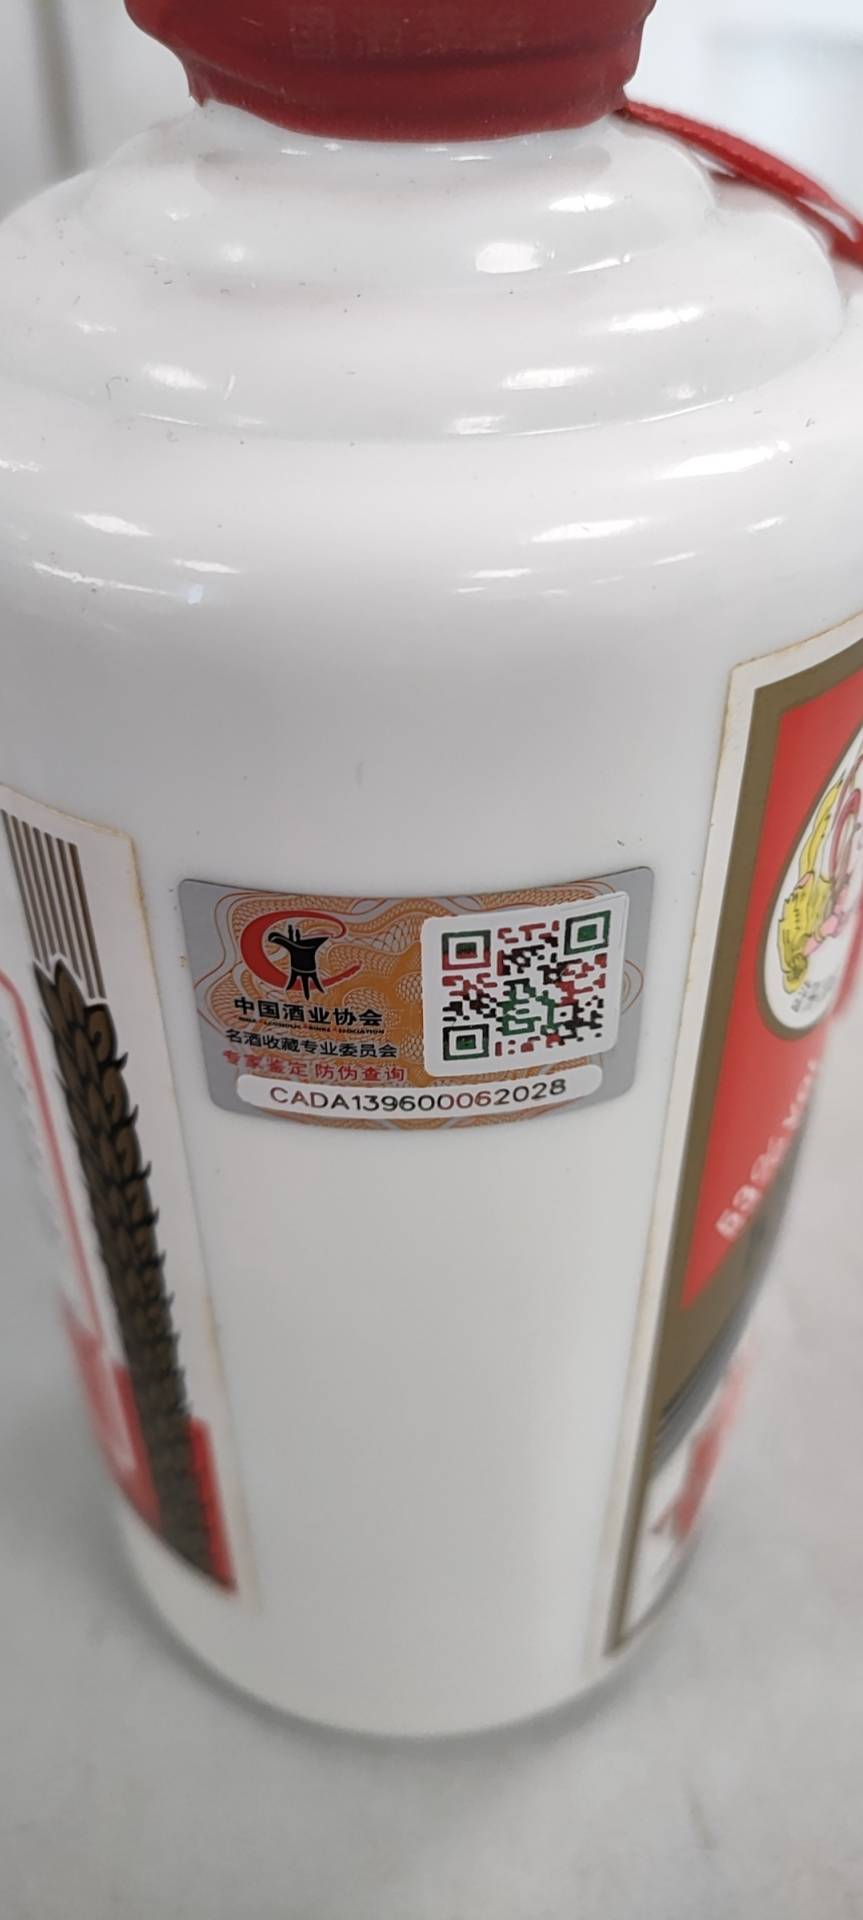 中国酒业协会
名酒收藏专业委员会
专家鉴定 防伪查询
CADA139600062028
53%